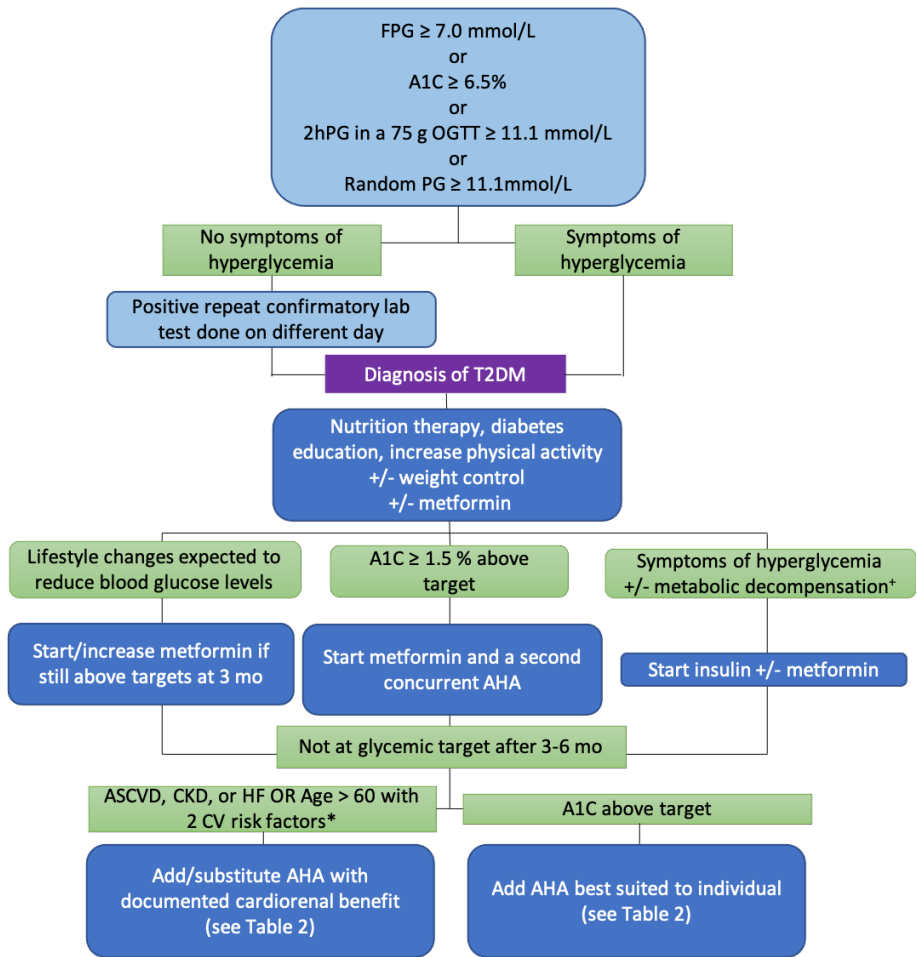 FPG ≥ 7.0 mmol/L
or
A1C ≥ 6.5%
or
2hPG in a 75 g OGTT ≥ 11.1 mmol/L
or
Random PG ≥ 11.1mmol/L
No symptoms of
hyperglycemia
Symptoms of
hyperglycemia
Positive repeat confirmatory lab
test done on different day
Diagnosis of T2DM
Nutrition therapy, diabetes
education, increase physical activity
+/- weight control
+/- metformin
Lifestyle changes expected to
reduce blood glucose levels
A1C ≥ 1.5 % above
target
Symptoms of hyperglycemia
+/- metabolic decompensation⁺
Start/increase metformin if
still above targets at 3 mo
Start metformin and a second
concurrent AHA
Start insulin +/- metformin
Not at glycemic target after 3-6 mo
ASCVD, CKD, or HF OR Age > 60 with
2 CV risk factors*
A1C above target
Add/substitute AHA with
documented cardiorenal benefit
(see Table 2)
Add AHA best suited to individual
(see Table 2)